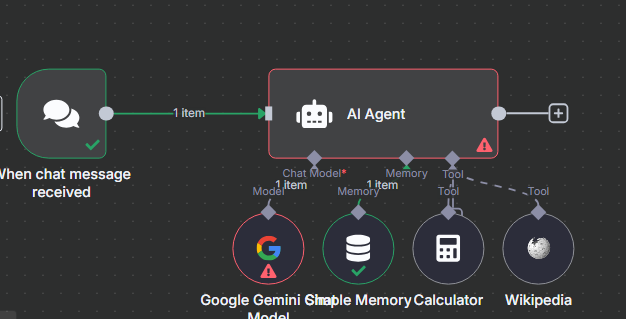 1 item
AI Agent
When chat message
received
Chat Model*
Memory
Tool
1 item
1 item
Model
Memory
Tool
Tool
Google Gemini Chat
Model
Simple Memory
Calculator
Wikipedia